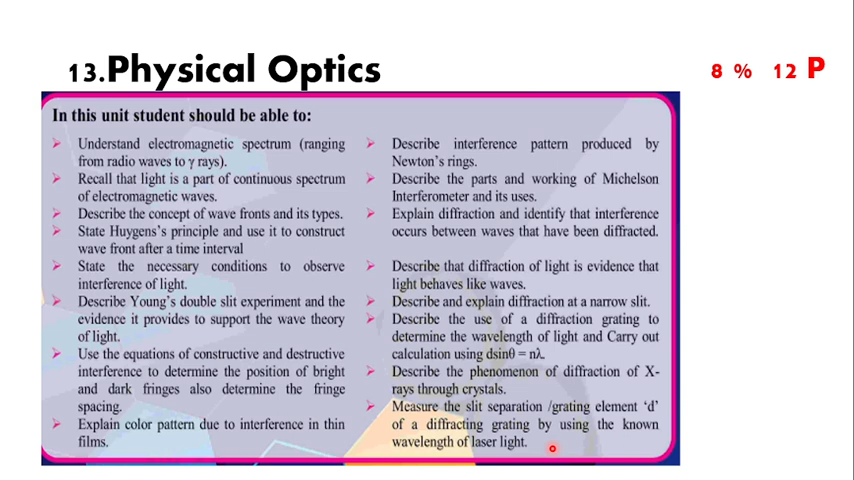 13.Physical Optics
8 % 12 P
In this unit student should be able to:
Understand electromagnetic spectrum (ranging
from radio waves to γ rays).
Recall that light is a part of continuous spectrum
of electromagnetic waves.
Describe the concept of wave fronts and its types.
State Huygens's principle and use it to construct
wave front after a time interval
State the necessary conditions to observe
interference of light.
Describe Young's double slit experiment and the
evidence it provides to support the wave theory
of light.
Use the equations of constructive and destructive
interference to determine the position of bright
and dark fringes also determine the fringe
spacing.
Explain color pattern due to interference in thin
films.
Describe interference pattern produced by
Newton's rings.
Describe the parts and working of Michelson
Interferometer and its uses.
Explain diffraction and identify that interference
occurs between waves that have been diffracted.
Describe that diffraction of light is evidence that
light behaves like waves.
Describe and explain diffraction at a narrow slit.
Describe the use of a diffraction grating to
determine the wavelength of light and Carry out
calculation using dsinθ = nλ.
Describe the phenomenon of diffraction of X-
rays through crystals.
Measure the slit separation /grating element 'd'
of a diffracting grating by using the known
wavelength of laser light.